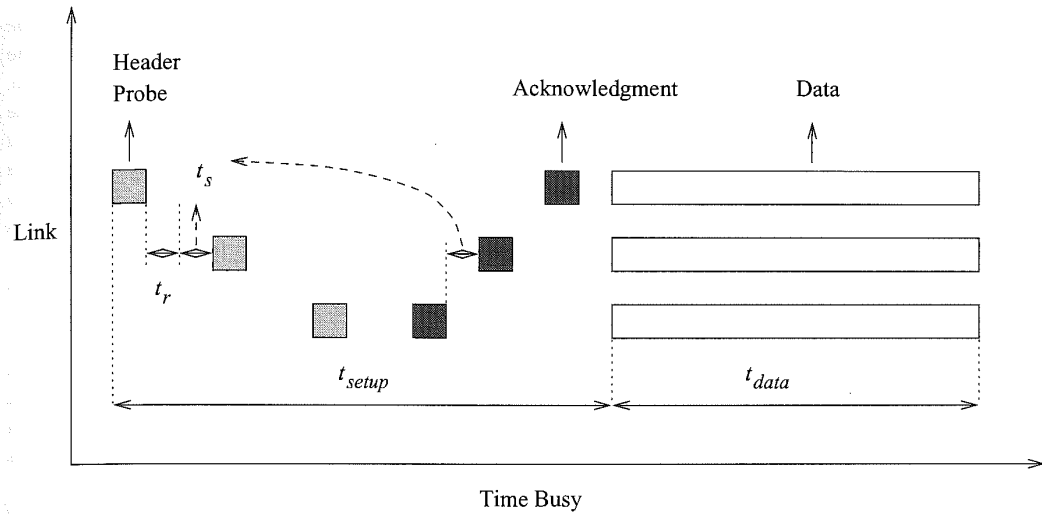 Header
Probe
Acknowledgment
Data
t_s
Link
t_r
t_setup
t_data
Time Busy